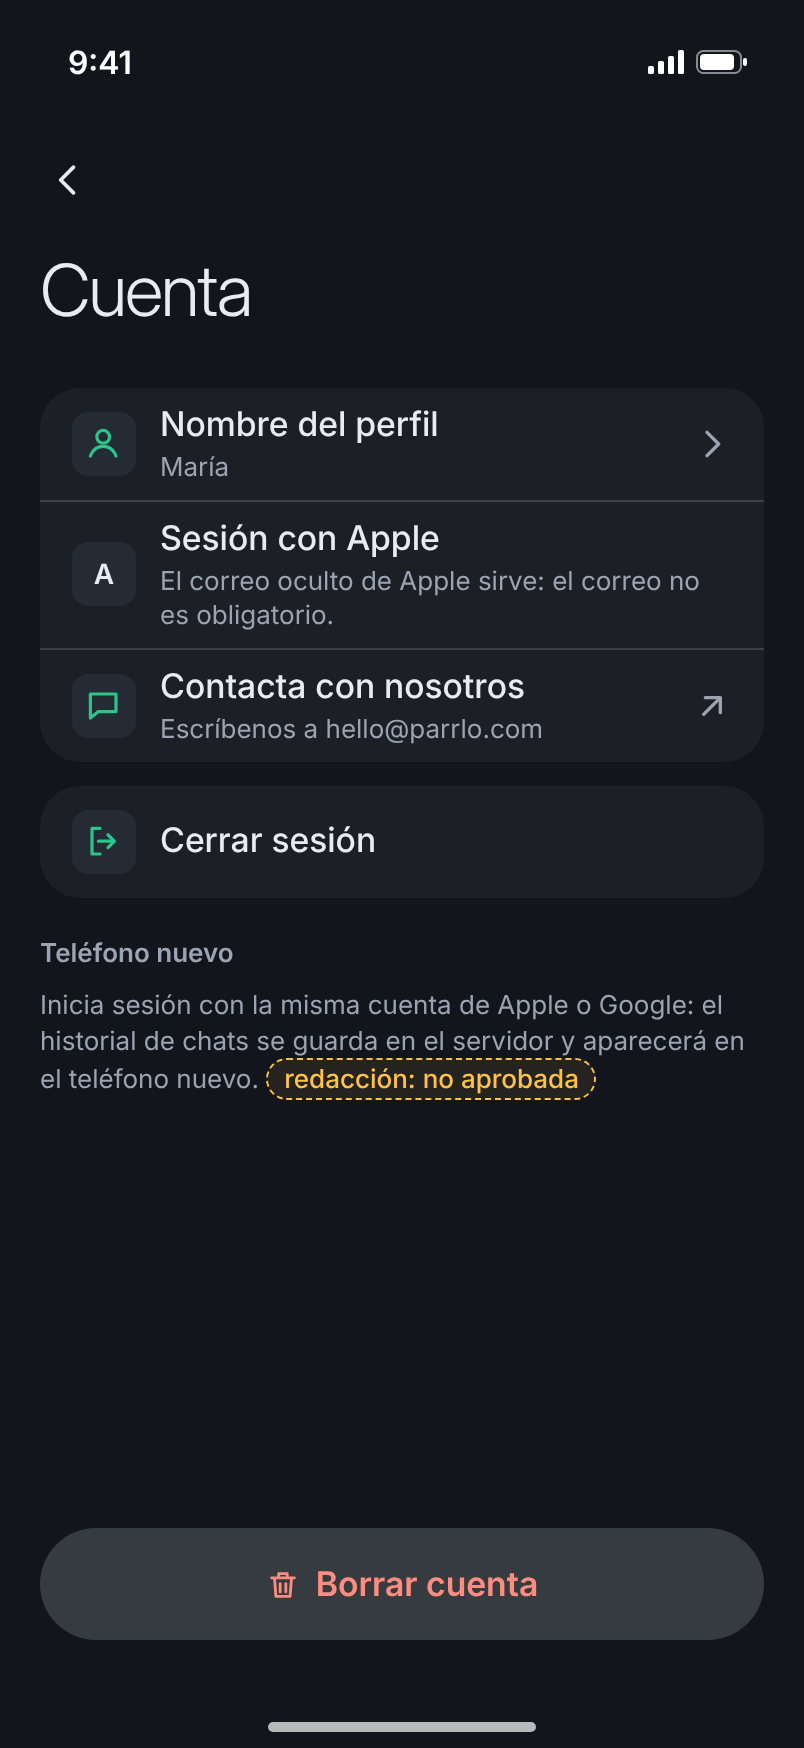 9:41
Cuenta
Nombre del perfil
María
A
Sesión con Apple
El correo oculto de Apple sirve: el correo no
es obligatorio.
Contacta con nosotros
Escríbenos a hello@parrlo.com
Cerrar sesión
Teléfono nuevo
Inicia sesión con la misma cuenta de Apple o Google: el
historial de chats se guarda en el servidor y aparecerá en
el teléfono nuevo. redacción: no aprobada
Borrar cuenta